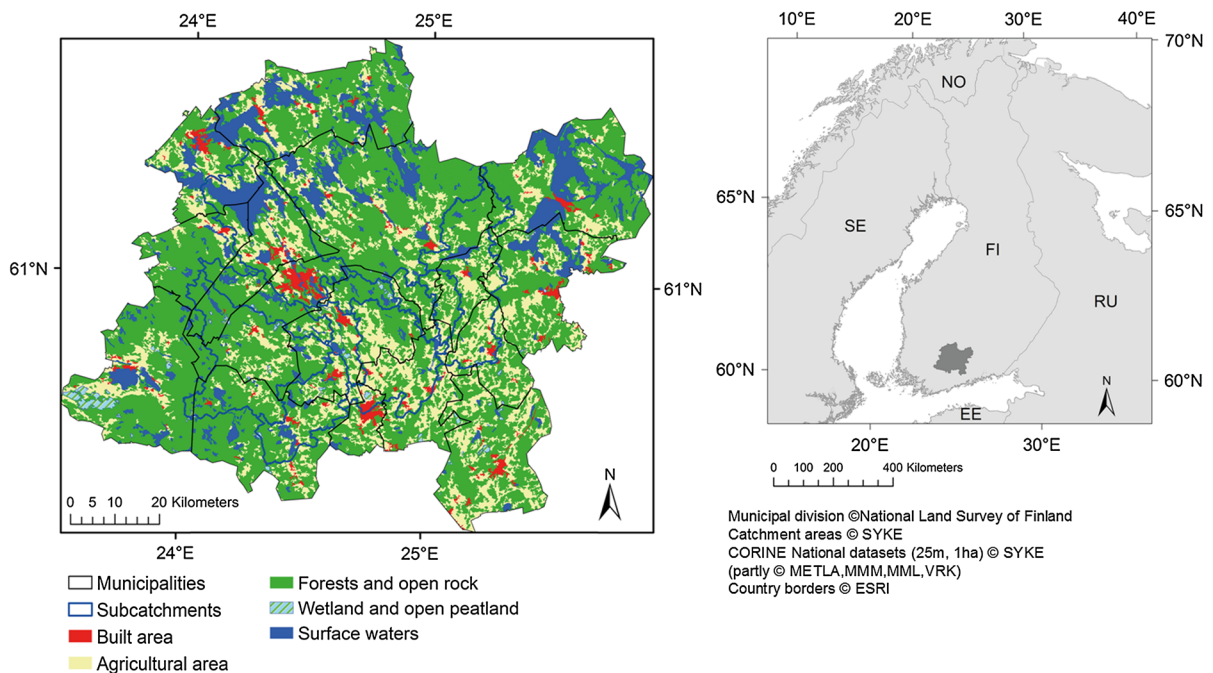 24°E 25°E
61°N
61°N
N
0 5 10 20 Kilometers
24°E 25°E
Municipalities
Subcatchments
Built area
Agricultural area
Forests and open rock
Wetland and open peatland
Surface waters
10°E 20°E 30°E 40°E
70°N
NO
65°N
65°N
SE
FI
RU
60°N
60°N
N
EE
20°E 30°E
0 100 200 400 Kilometers
Municipal division ©National Land Survey of Finland
Catchment areas © SYKE
CORINE National datasets (25m, 1ha) © SYKE
(partly © METLA,MMM,MML,VRK)
Country borders © ESRI